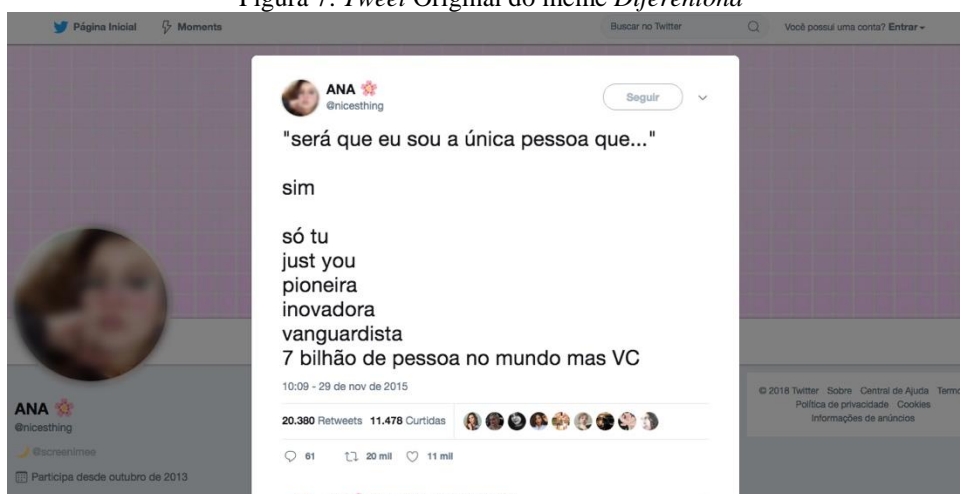 Figura 7: Tweet Original do meme Diferentona
Página Inicial Moments Buscar no Twitter Você possui uma conta? Entrar
ANA
@nicesthing
Seguir
"será que eu sou a única pessoa que..."
sim
só tu
just you
pioneira
inovadora
vanguardista
7 bilhão de pessoa no mundo mas VC
10:09 - 29 de nov de 2015
20.380 Retweets 11.478 Curtidas
61 20 mil 11 mil
ANA
@nicesthing
@screenimee
Participa desde outubro de 2013
© 2018 Twitter Sobre Central de Ajuda Termo
Política de privacidade Cookies
Informações de anúncios